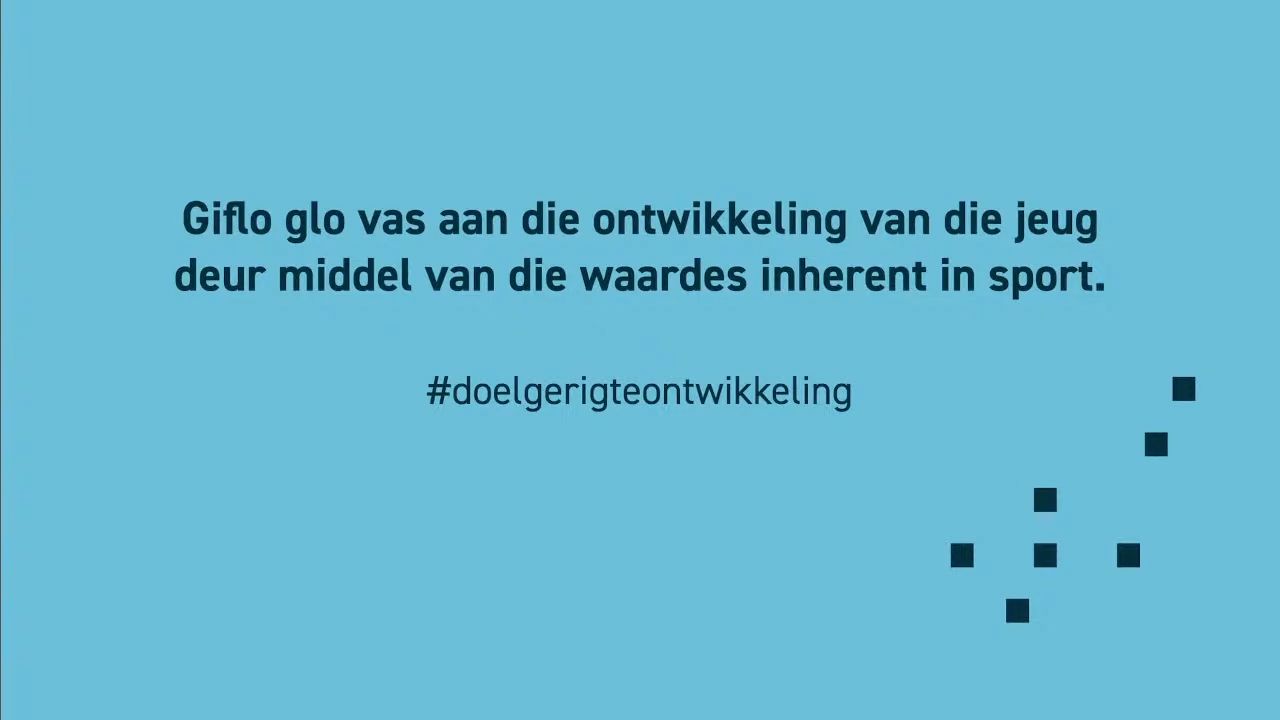 Giflo glo vas aan die ontwikkeling van die jeug
deur middel van die waardes inherent in sport.
#doelgerigteontwikkeling